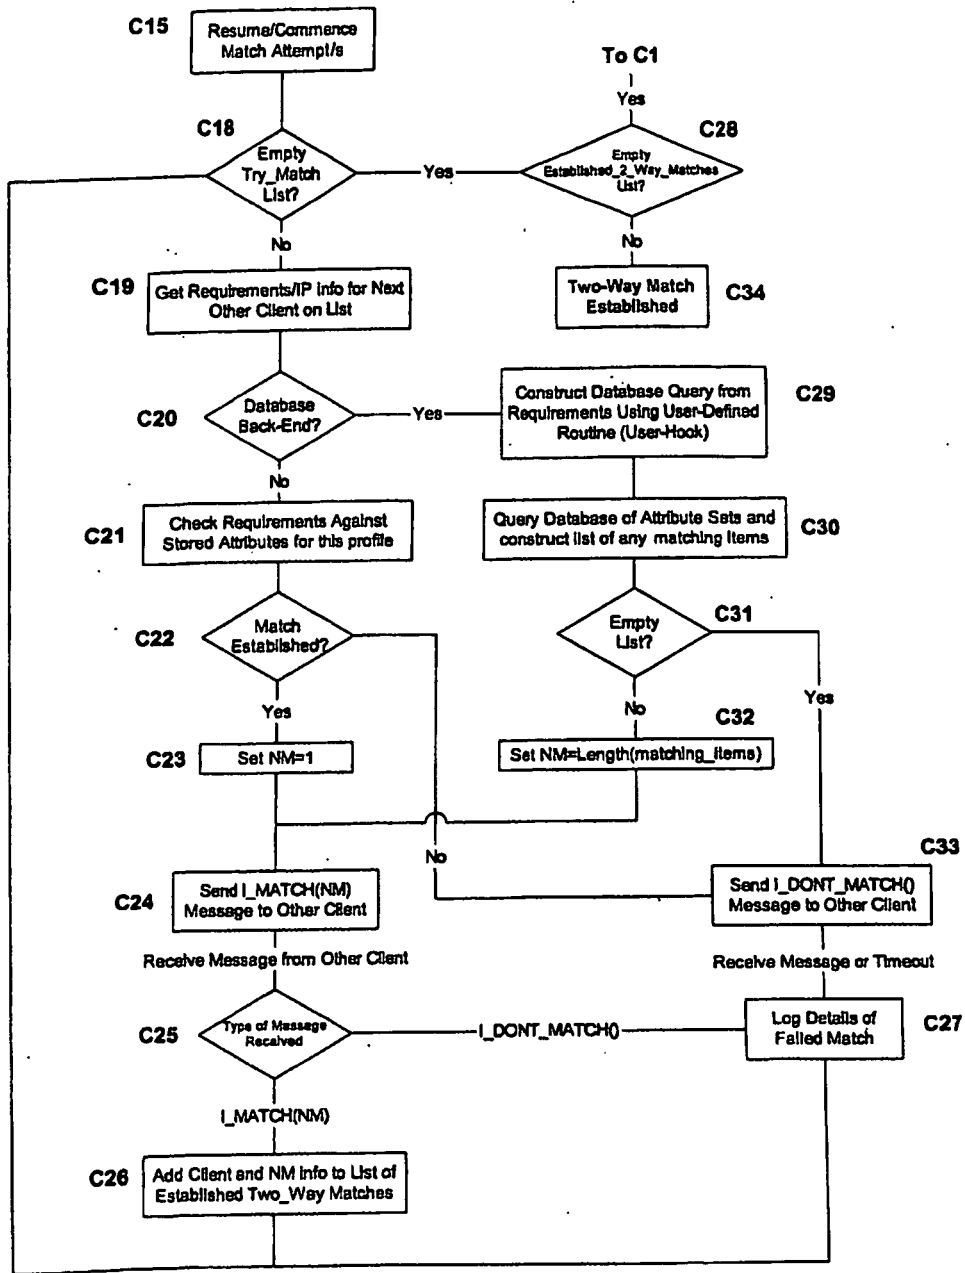 C15
Resume/Commence
Match Attempt/s
To C1
Yes
C18
Empty
Try_Match
List?
Yes
C28
Empty
Established_2_Way_Matches
List?
No
No
C19
Get Requirements/IP Info for Next
Other Client on List
Two-Way Match
Established
C34
C20
Database
Back-End?
Yes
Construct Database Query from
Requirements Using User-Defined
Routine (User-Hook)
C29
No
C21
Check Requirements Against
Stored Attributes for this profile
Query Database of Attribute Sets and
construct list of any matching Items
C30
C22
Match
Established?
Empty
List?
C31
Yes
No
Yes
C32
C23
Set NM=1
Set NM=Length(matching_Items)
No
C33
C24
Send I_MATCH(NM)
Message to Other Client
Send I_DONT_MATCH()
Message to Other Client
Receive Message from Other Client
Receive Message or Timeout
C25
Type of Message
Received
I_DONT_MATCH()
Log Details of
Failed Match
C27
I_MATCH(NM)
C26
Add Client and NM Info to List of
Established Two_Way Matches